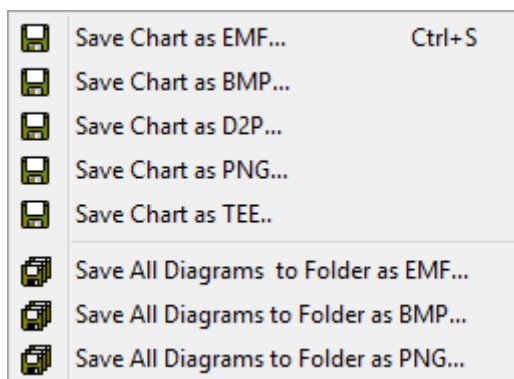 Save Chart as EMF... Ctrl+S
Save Chart as BMP...
Save Chart as D2P...
Save Chart as PNG...
Save Chart as TEE..
Save All Diagrams  to Folder as EMF...
Save All Diagrams to Folder as BMP...
Save All Diagrams to Folder as PNG...